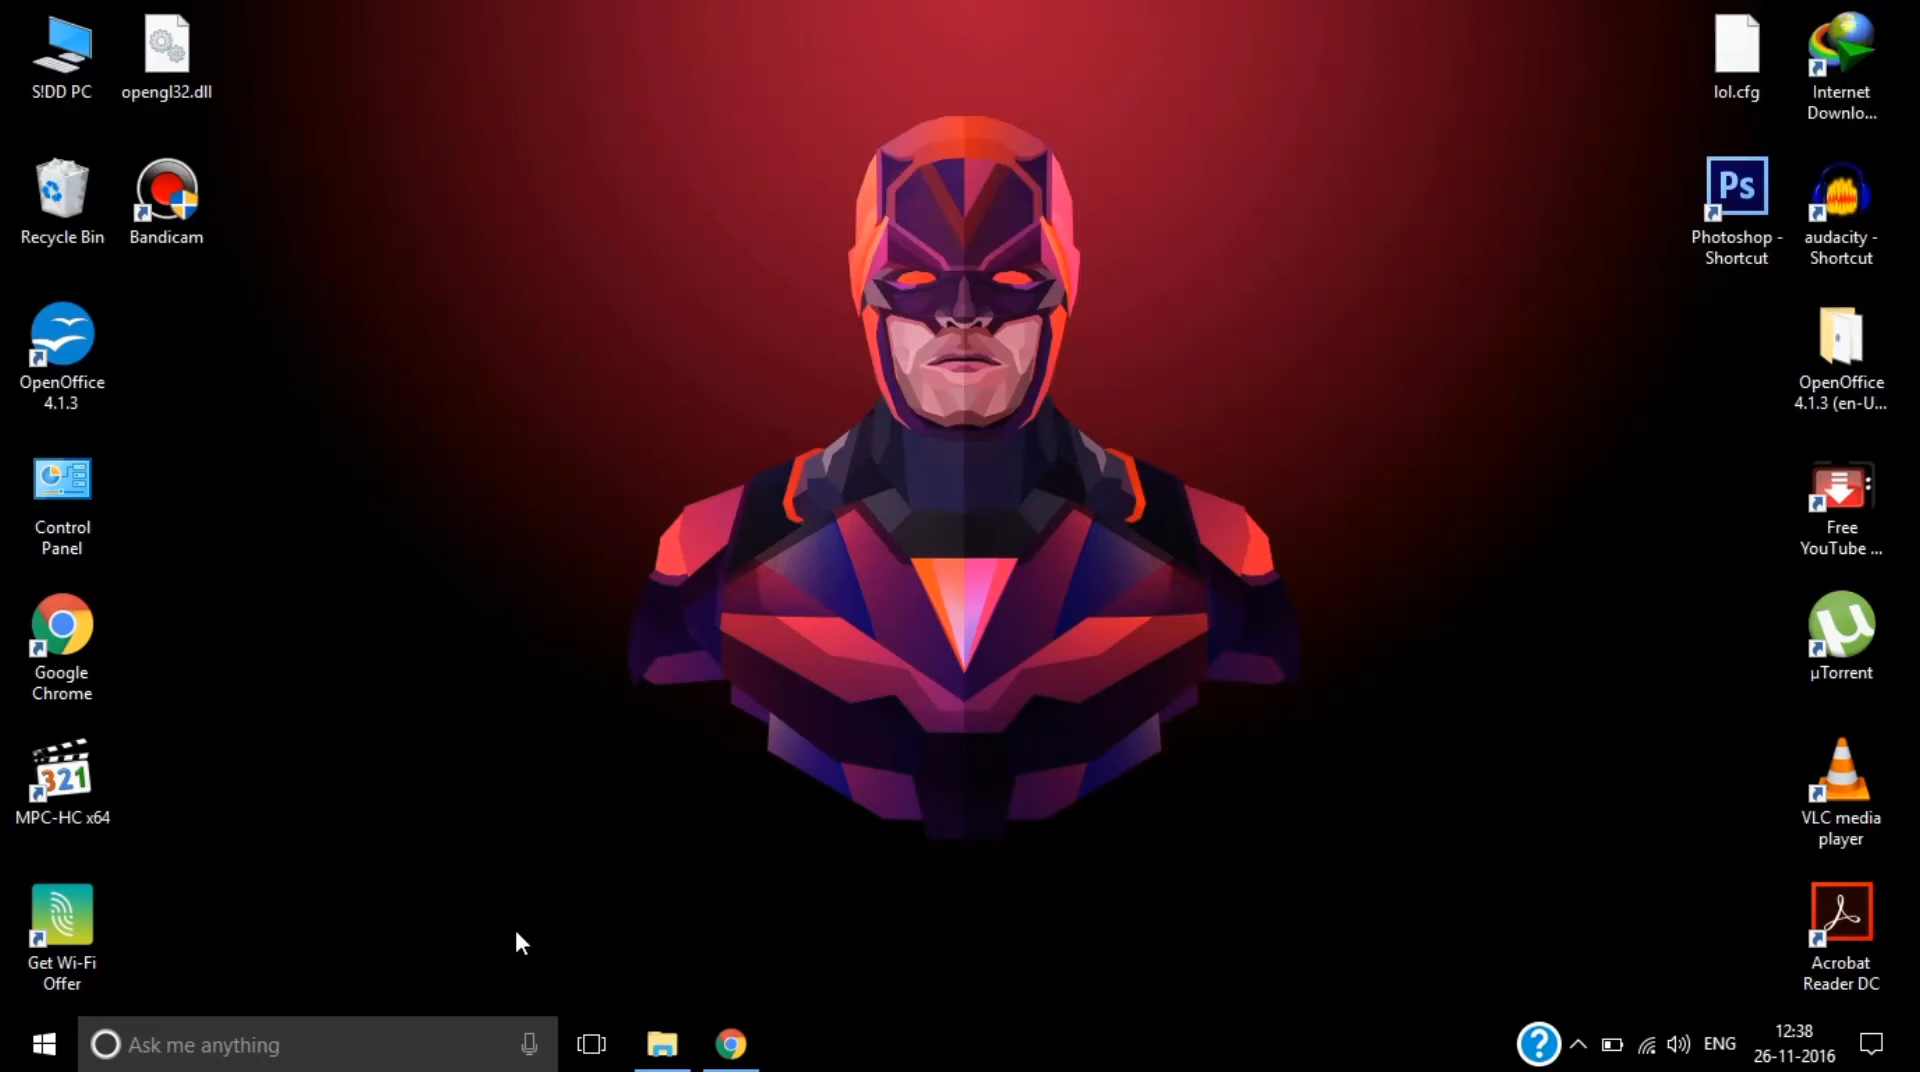 S!DD PC
opengl32.dll
lol.cfg
Internet
Downlo...
Recycle Bin
Bandicam
Ps
Photoshop -
Shortcut
audacity -
Shortcut
OpenOffice
4.1.3
OpenOffice
4.1.3 (en-U...
Control
Panel
Free
YouTube ...
Google
Chrome
µ
µTorrent
321
MPC-HC x64
VLC media
player
Get Wi-Fi
Offer
Acrobat
Reader DC
Ask me anything
?
ENG
12:38
26-11-2016